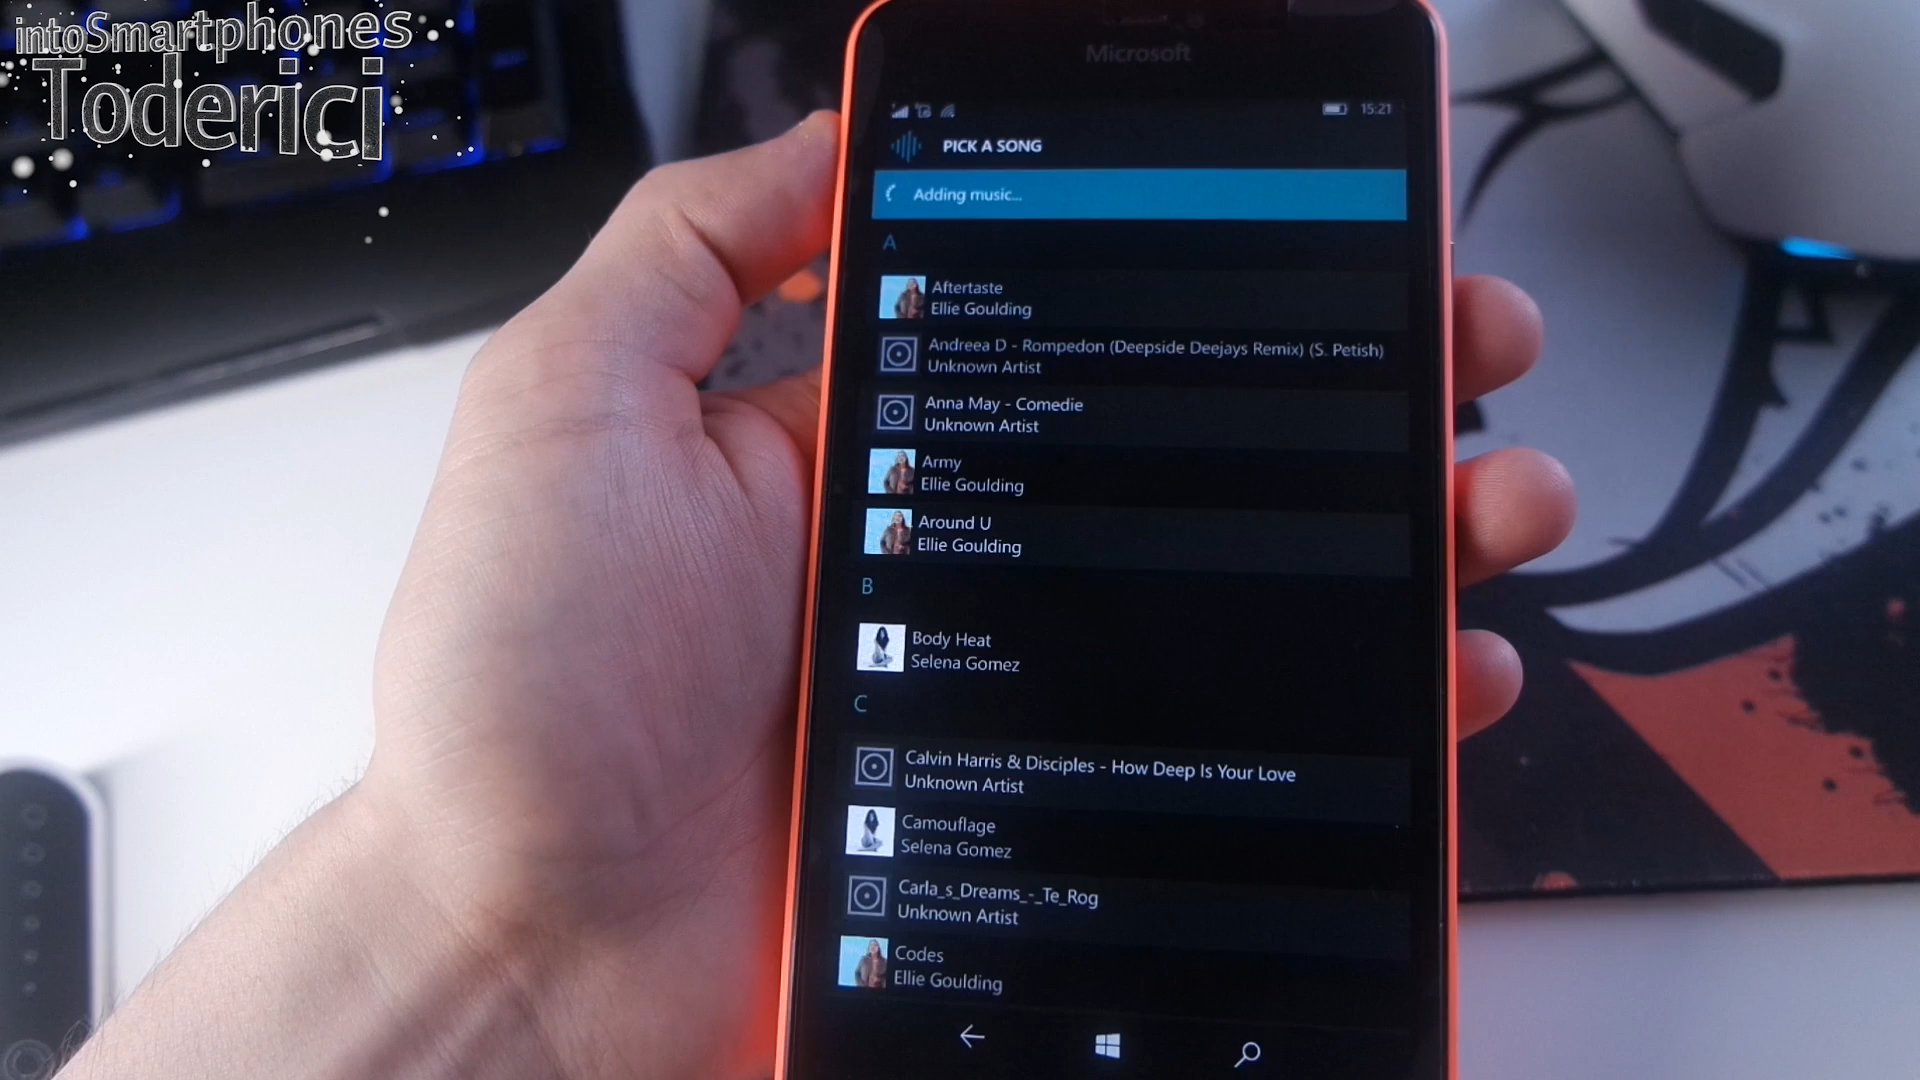 intoSmartphones
Toderici
Microsoft
15:21
PICK A SONG
Adding music...
A
Aftertaste
Ellie Goulding
Andreea D - Rompedon (Deepside Deejays Remix) (S. Petish)
Unknown Artist
Anna May - Comedie
Unknown Artist
Army
Ellie Goulding
Around U
Ellie Goulding
B
Body Heat
Selena Gomez
C
Calvin Harris & Disciples - How Deep Is Your Love
Unknown Artist
Camouflage
Selena Gomez
Carla_s_Dreams_-_Te_Rog
Unknown Artist
Codes
Ellie Goulding